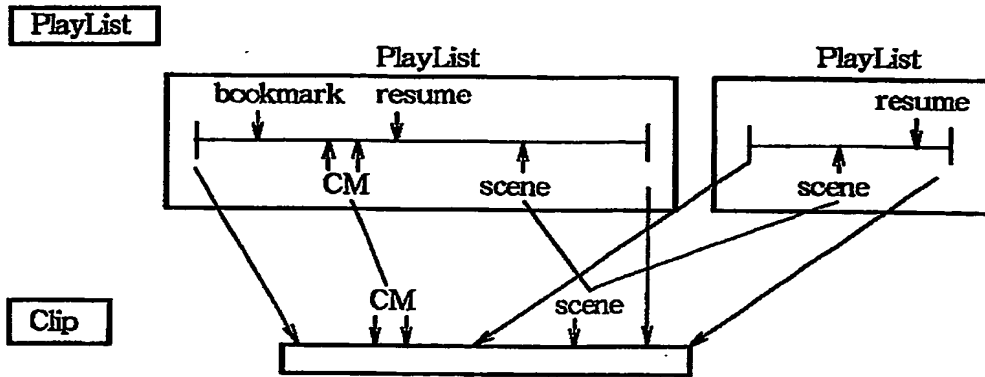 PlayList
PlayList PlayList
bookmark resume resume
CM scene scene
CM scene
Clip